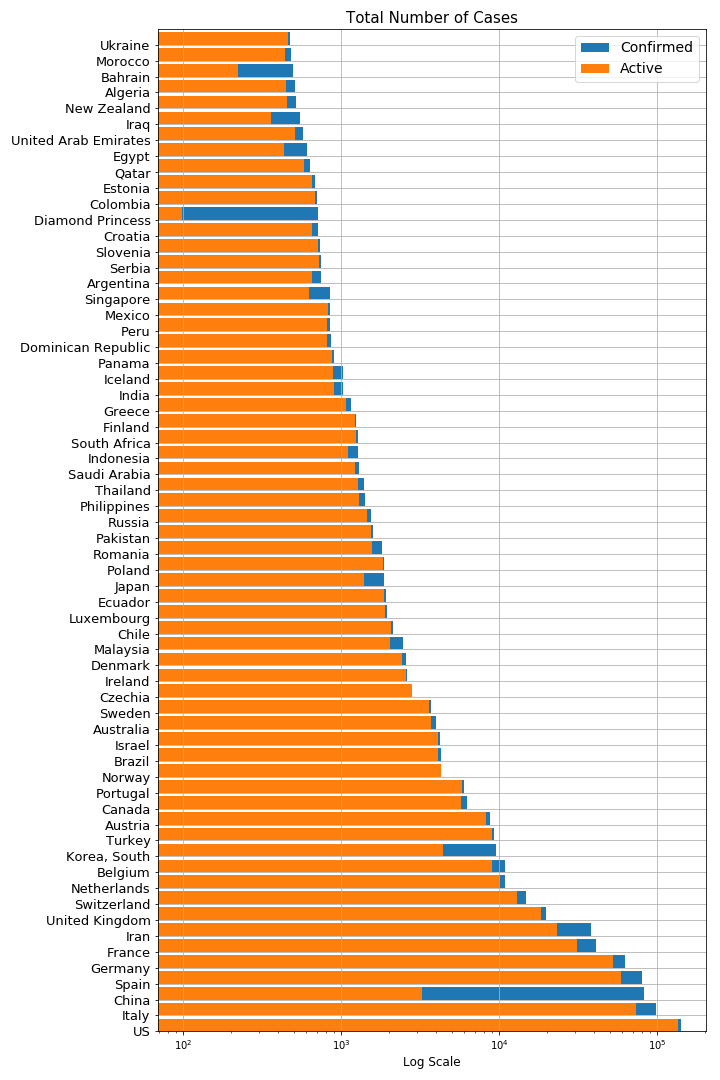 Total Number of Cases
Confirmed
Active
Ukraine
Morocco
Bahrain
Algeria
New Zealand
Iraq
United Arab Emirates
Egypt
Qatar
Estonia
Colombia
Diamond Princess
Croatia
Slovenia
Serbia
Argentina
Singapore
Mexico
Peru
Dominican Republic
Panama
Iceland
India
Greece
Finland
South Africa
Indonesia
Saudi Arabia
Thailand
Philippines
Russia
Pakistan
Romania
Poland
Japan
Ecuador
Luxembourg
Chile
Malaysia
Denmark
Ireland
Czechia
Sweden
Australia
Israel
Brazil
Norway
Portugal
Canada
Austria
Turkey
Korea, South
Belgium
Netherlands
Switzerland
United Kingdom
Iran
France
Germany
Spain
China
Italy
US
10² 10³ 10⁴ 10⁵
Log Scale